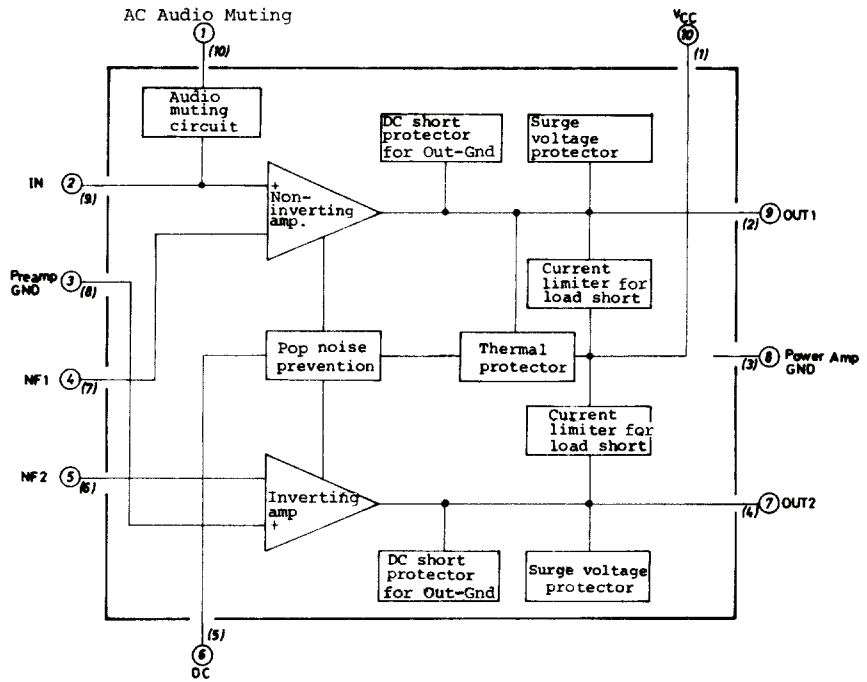 AC Audio Muting
1
(10)
VCC
10
(1)
Audio
muting
circuit
DC short
protector
for Out-Gnd
Surge
voltage
protector
IN
2
(9)
+
Non-
inverting
amp.
9
(2)
OUT1
Preamp
GND
3
(8)
Current
limiter for
load short
Pop noise
prevention
Thermal
protector
8
(3)
Power Amp
GND
NF1
4
(7)
Current
limiter for
load short
NF2
5
(6)
Inverting
amp
+
7
(4)
OUT2
DC short
protector
for Out-Gnd
Surge voltage
protector
(5)
6
DC